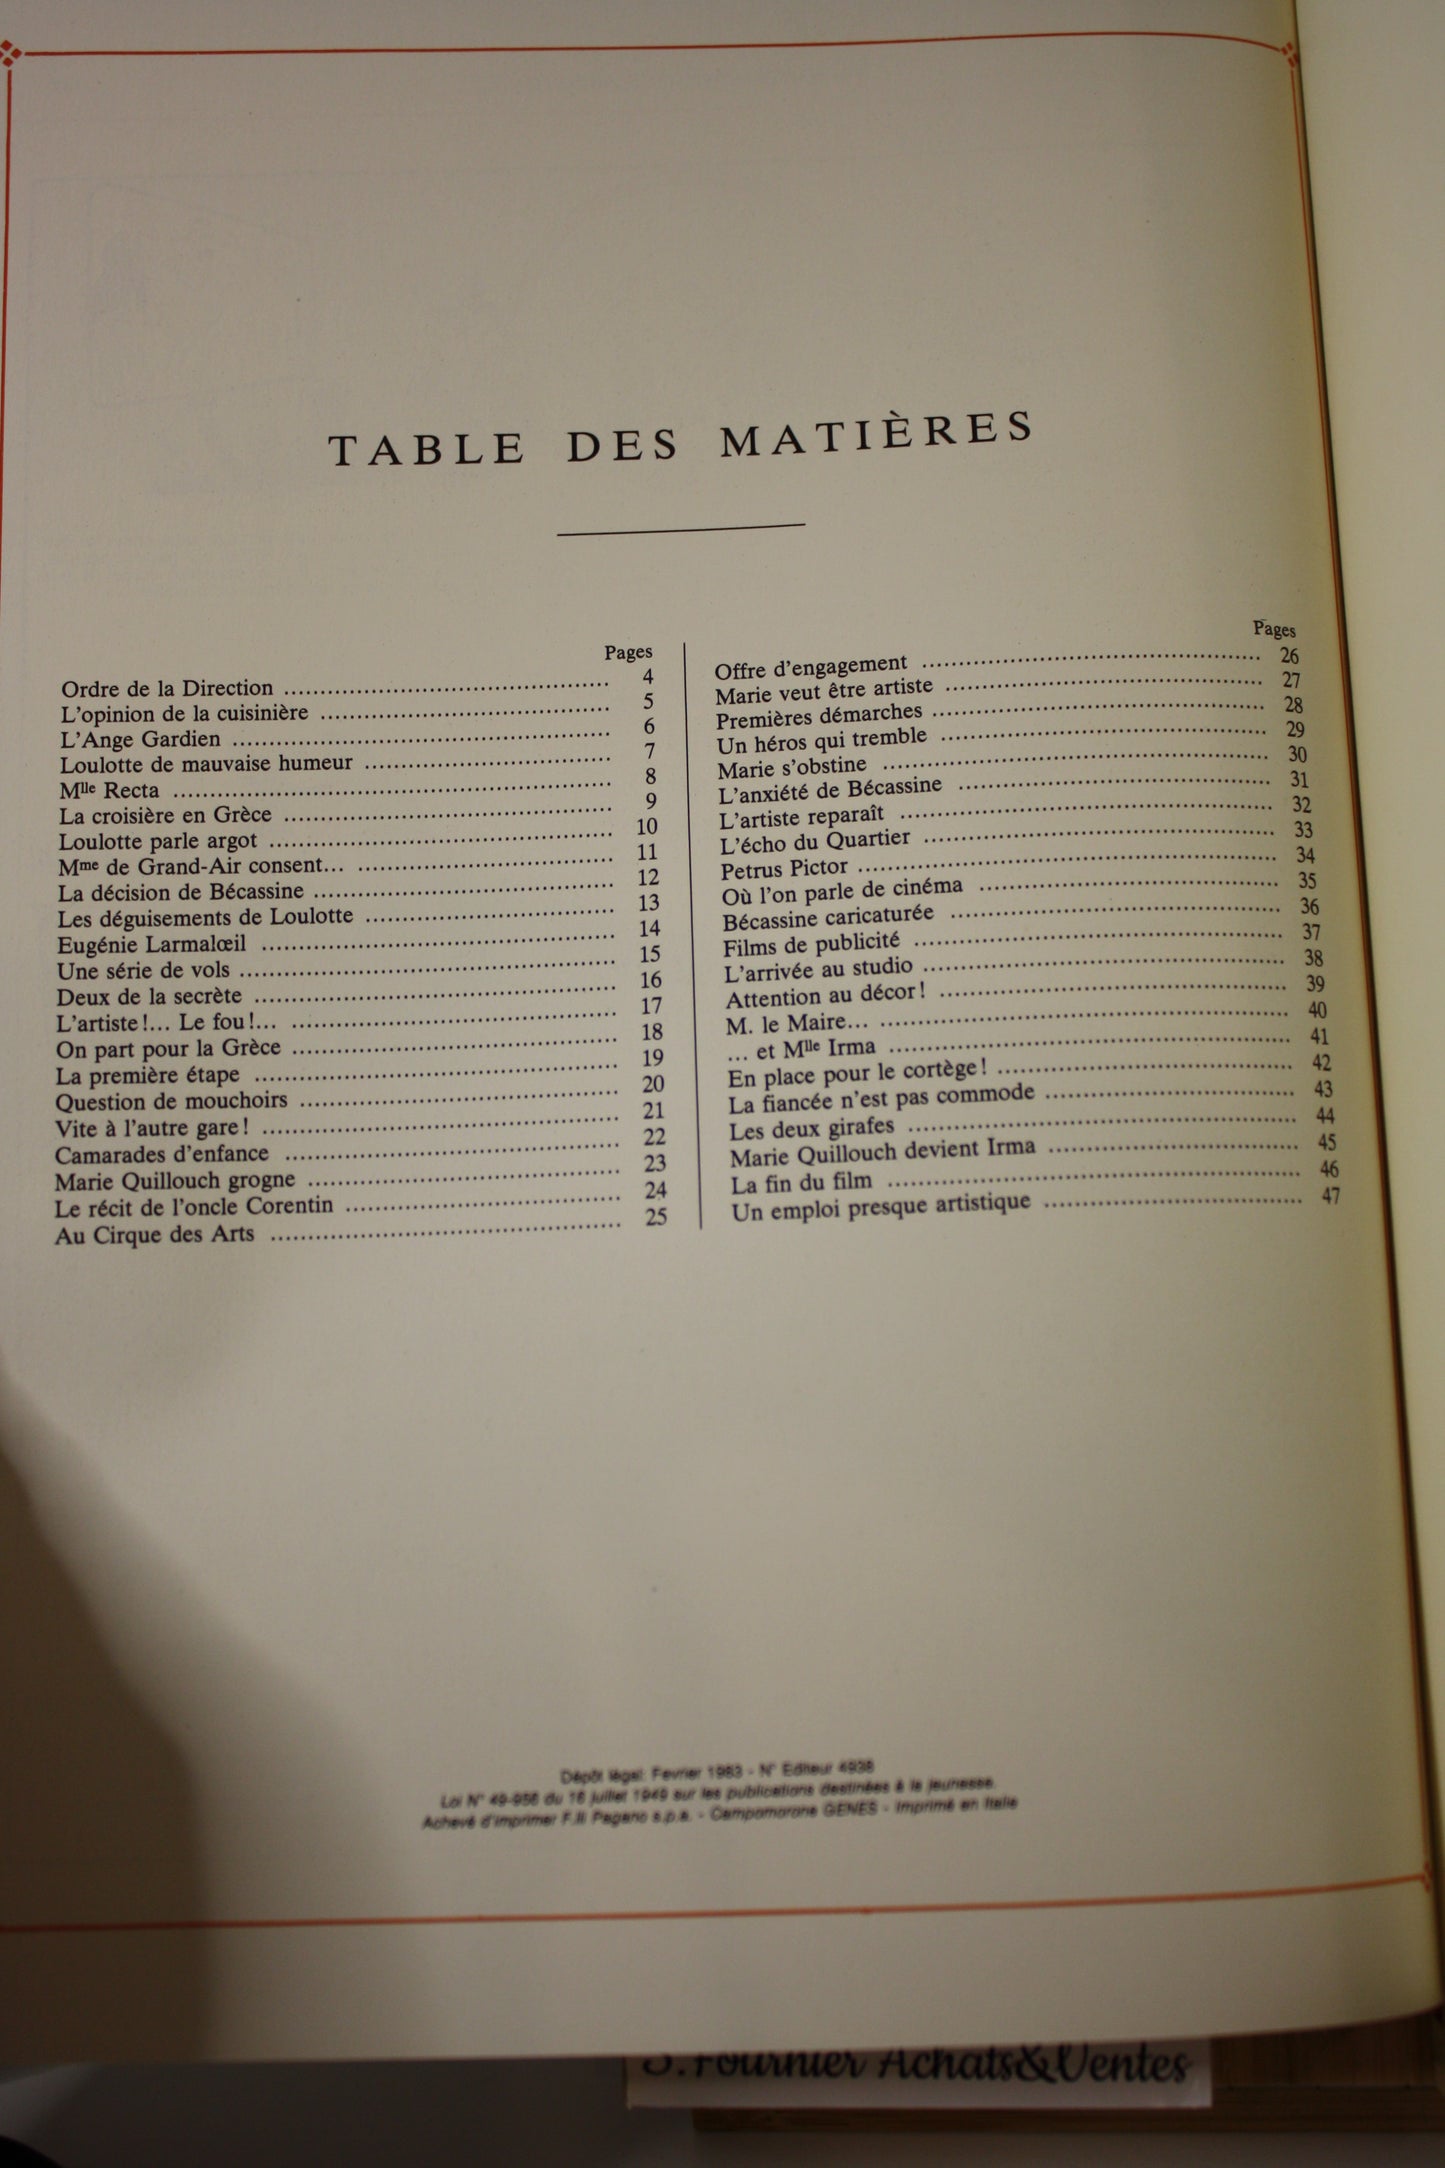 TABLE DES MATIÈRES
Pages
Ordre de la Direction ........ 4
L'opinion de la cuisinière ........ 5
L'Ange Gardien ........ 6
Loulotte de mauvaise humeur ........ 7
Mlle Recta ........ 8
La croisière en Grèce ........ 9
Loulotte parle argot ........ 10
Mme de Grand-Air consent... ........ 11
La décision de Bécassine ........ 12
Les déguisements de Loulotte ........ 13
Eugénie Larmalœil ........ 14
Une série de vols ........ 15
Deux de la secrète ........ 16
L'artiste!... Le fou!... ........ 17
On part pour la Grèce ........ 18
La première étape ........ 19
Question de mouchoirs ........ 20
Vite à l'autre gare! ........ 21
Camarades d'enfance ........ 22
Marie Quillouch grogne ........ 23
Le récit de l'oncle Corentin ........ 24
Au Cirque des Arts ........ 25
Pages
Offre d'engagement ........ 26
Marie veut être artiste ........ 27
Premières démarches ........ 28
Un héros qui tremble ........ 29
Marie s'obstine ........ 30
L'anxiété de Bécassine ........ 31
L'artiste reparaît ........ 32
L'écho du Quartier ........ 33
Petrus Pictor ........ 34
Où l'on parle de cinéma ........ 35
Bécassine caricaturée ........ 36
Films de publicité ........ 37
L'arrivée au studio ........ 38
Attention au décor! ........ 39
M. le Maire... ........ 40
... et Mlle Irma ........ 41
En place pour le cortège! ........ 42
La fiancée n'est pas commode ........ 43
Les deux girafes ........ 44
Marie Quillouch devient Irma ........ 45
La fin du film ........ 46
Un emploi presque artistique ........ 47
Dépôt légal: Fevrier - N° Editeur 4938
Loi N° 49-956 du 16 juillet 1949 sur les publications destinées à la jeunesse.
Achevé d'imprimer F.lli Pagano s.p.a. - Campomorone GENES - Imprimé en Italie
Fournier Achats&Ventes